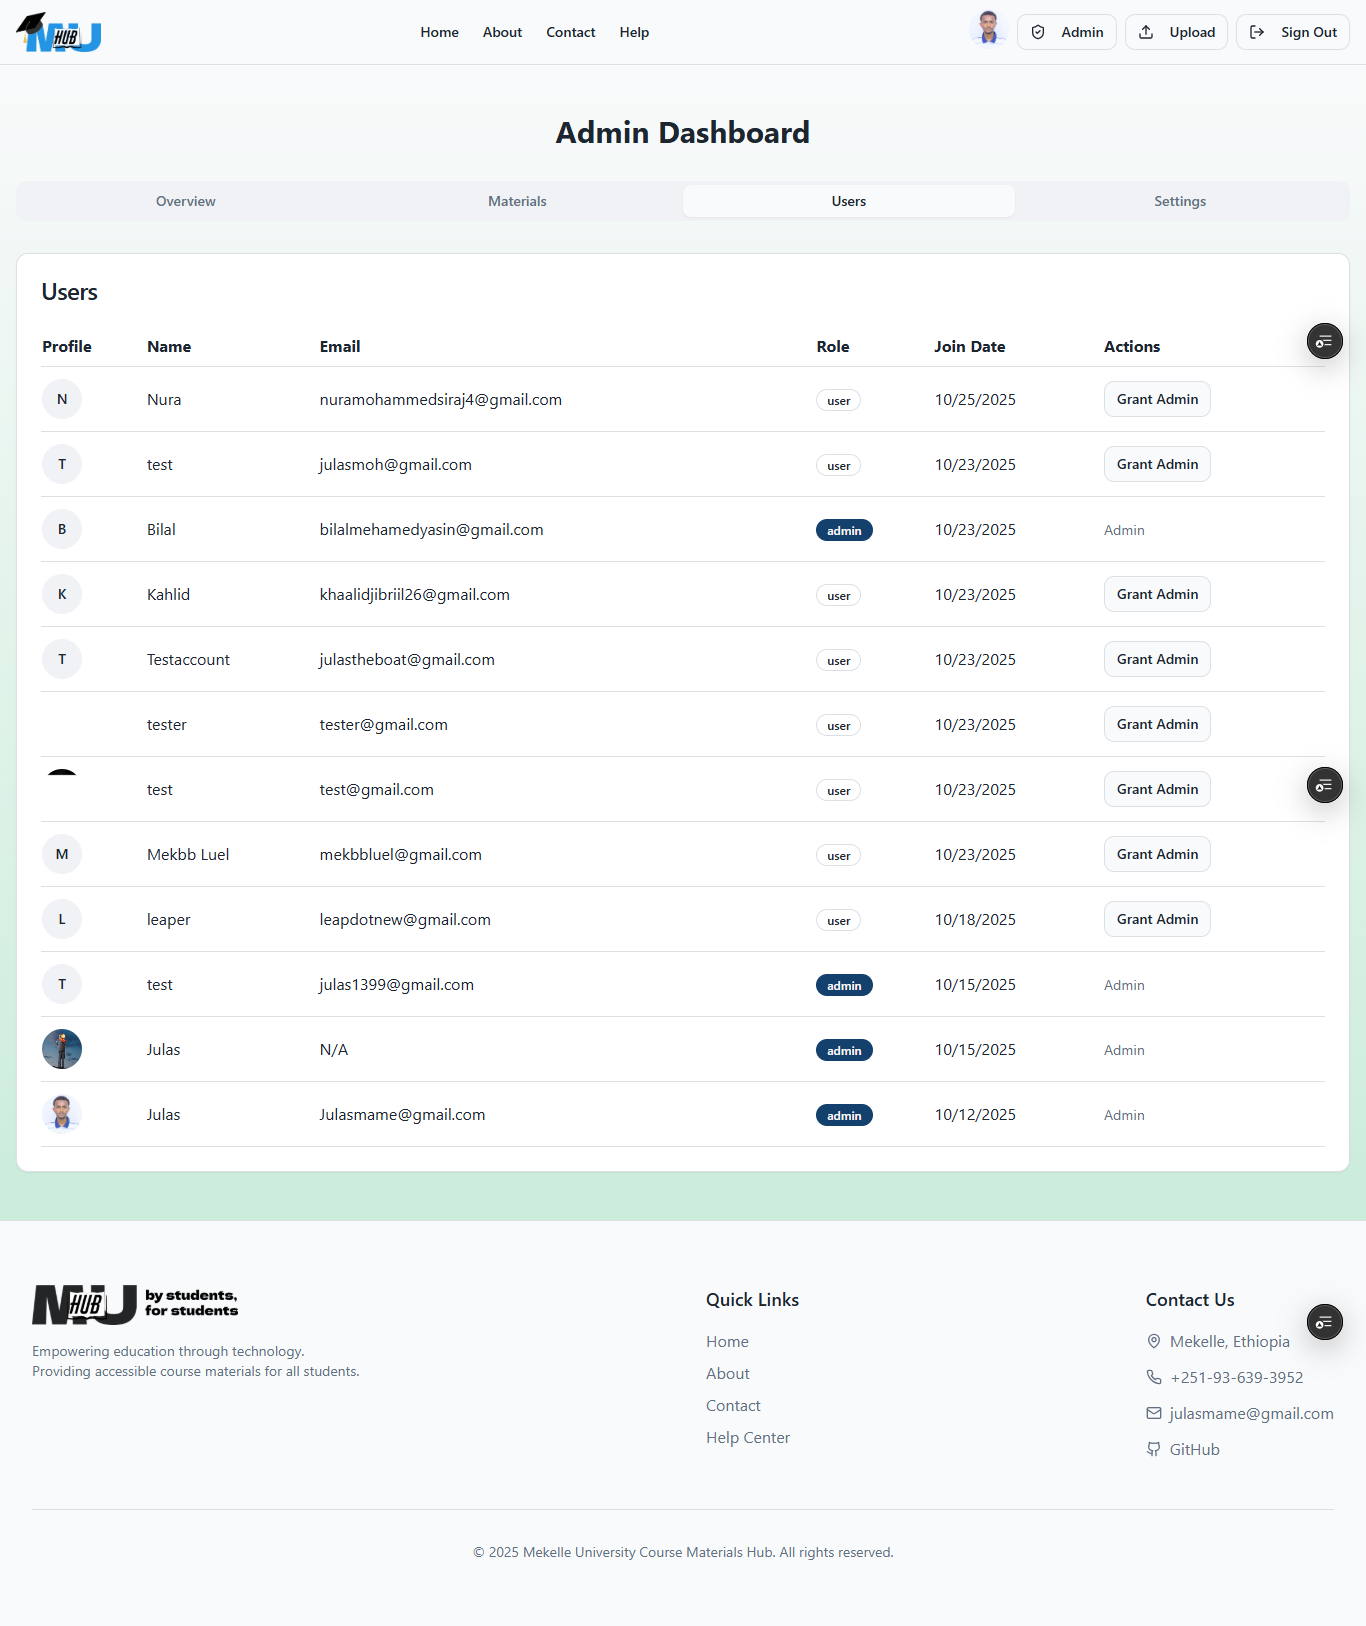 MU HUB
Home About Contact Help
Admin Upload Sign Out
Admin Dashboard
Overview Materials Users Settings
Users
Profile Name Email Role Join Date Actions
N Nura nuramohammedsiraj4@gmail.com user 10/25/2025 Grant Admin
T test julasmoh@gmail.com user 10/23/2025 Grant Admin
B Bilal bilalmehamedyasin@gmail.com admin 10/23/2025 Admin
K Kahlid khaalidjibriil26@gmail.com user 10/23/2025 Grant Admin
T Testaccount julastheboat@gmail.com user 10/23/2025 Grant Admin
tester tester@gmail.com user 10/23/2025 Grant Admin
test test@gmail.com user 10/23/2025 Grant Admin
M Mekbb Luel mekbbluel@gmail.com user 10/23/2025 Grant Admin
L leaper leapdotnew@gmail.com user 10/18/2025 Grant Admin
T test julas1399@gmail.com admin 10/15/2025 Admin
Julas N/A admin 10/15/2025 Admin
Julas Julasmame@gmail.com admin 10/12/2025 Admin
MU HUB
by students,
for students
Empowering education through technology.
Providing accessible course materials for all students.
Quick Links
Home
About
Contact
Help Center
Contact Us
Mekelle, Ethiopia
+251-93-639-3952
julasmame@gmail.com
GitHub
© 2025 Mekelle University Course Materials Hub. All rights reserved.